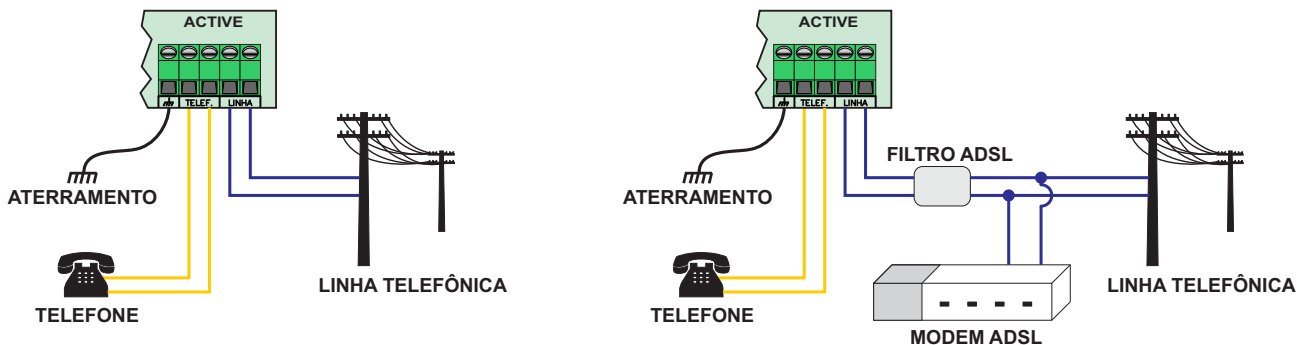 ACTIVE
TELEF. LINHA
ATERRAMENTO
TELEFONE
LINHA TELEFÔNICA
ACTIVE
TELEF. LINHA
FILTRO ADSL
ATERRAMENTO
TELEFONE
MODEM ADSL
LINHA TELEFÔNICA